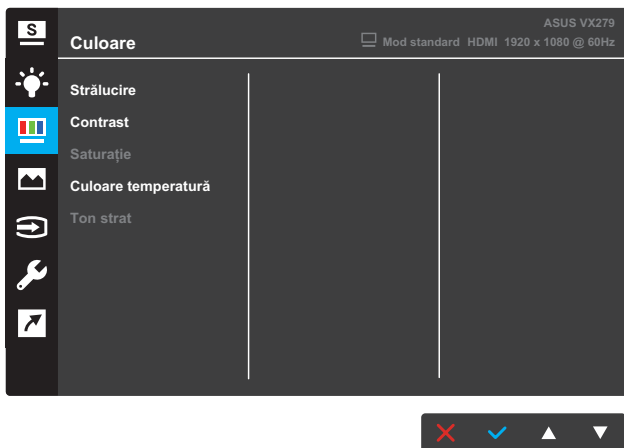 S
ASUS VX279
Culoare
Mod standard HDMI 1920 x 1080 @ 60Hz
Strălucire
Contrast
Saturație
Culoare temperatură
Ton strat